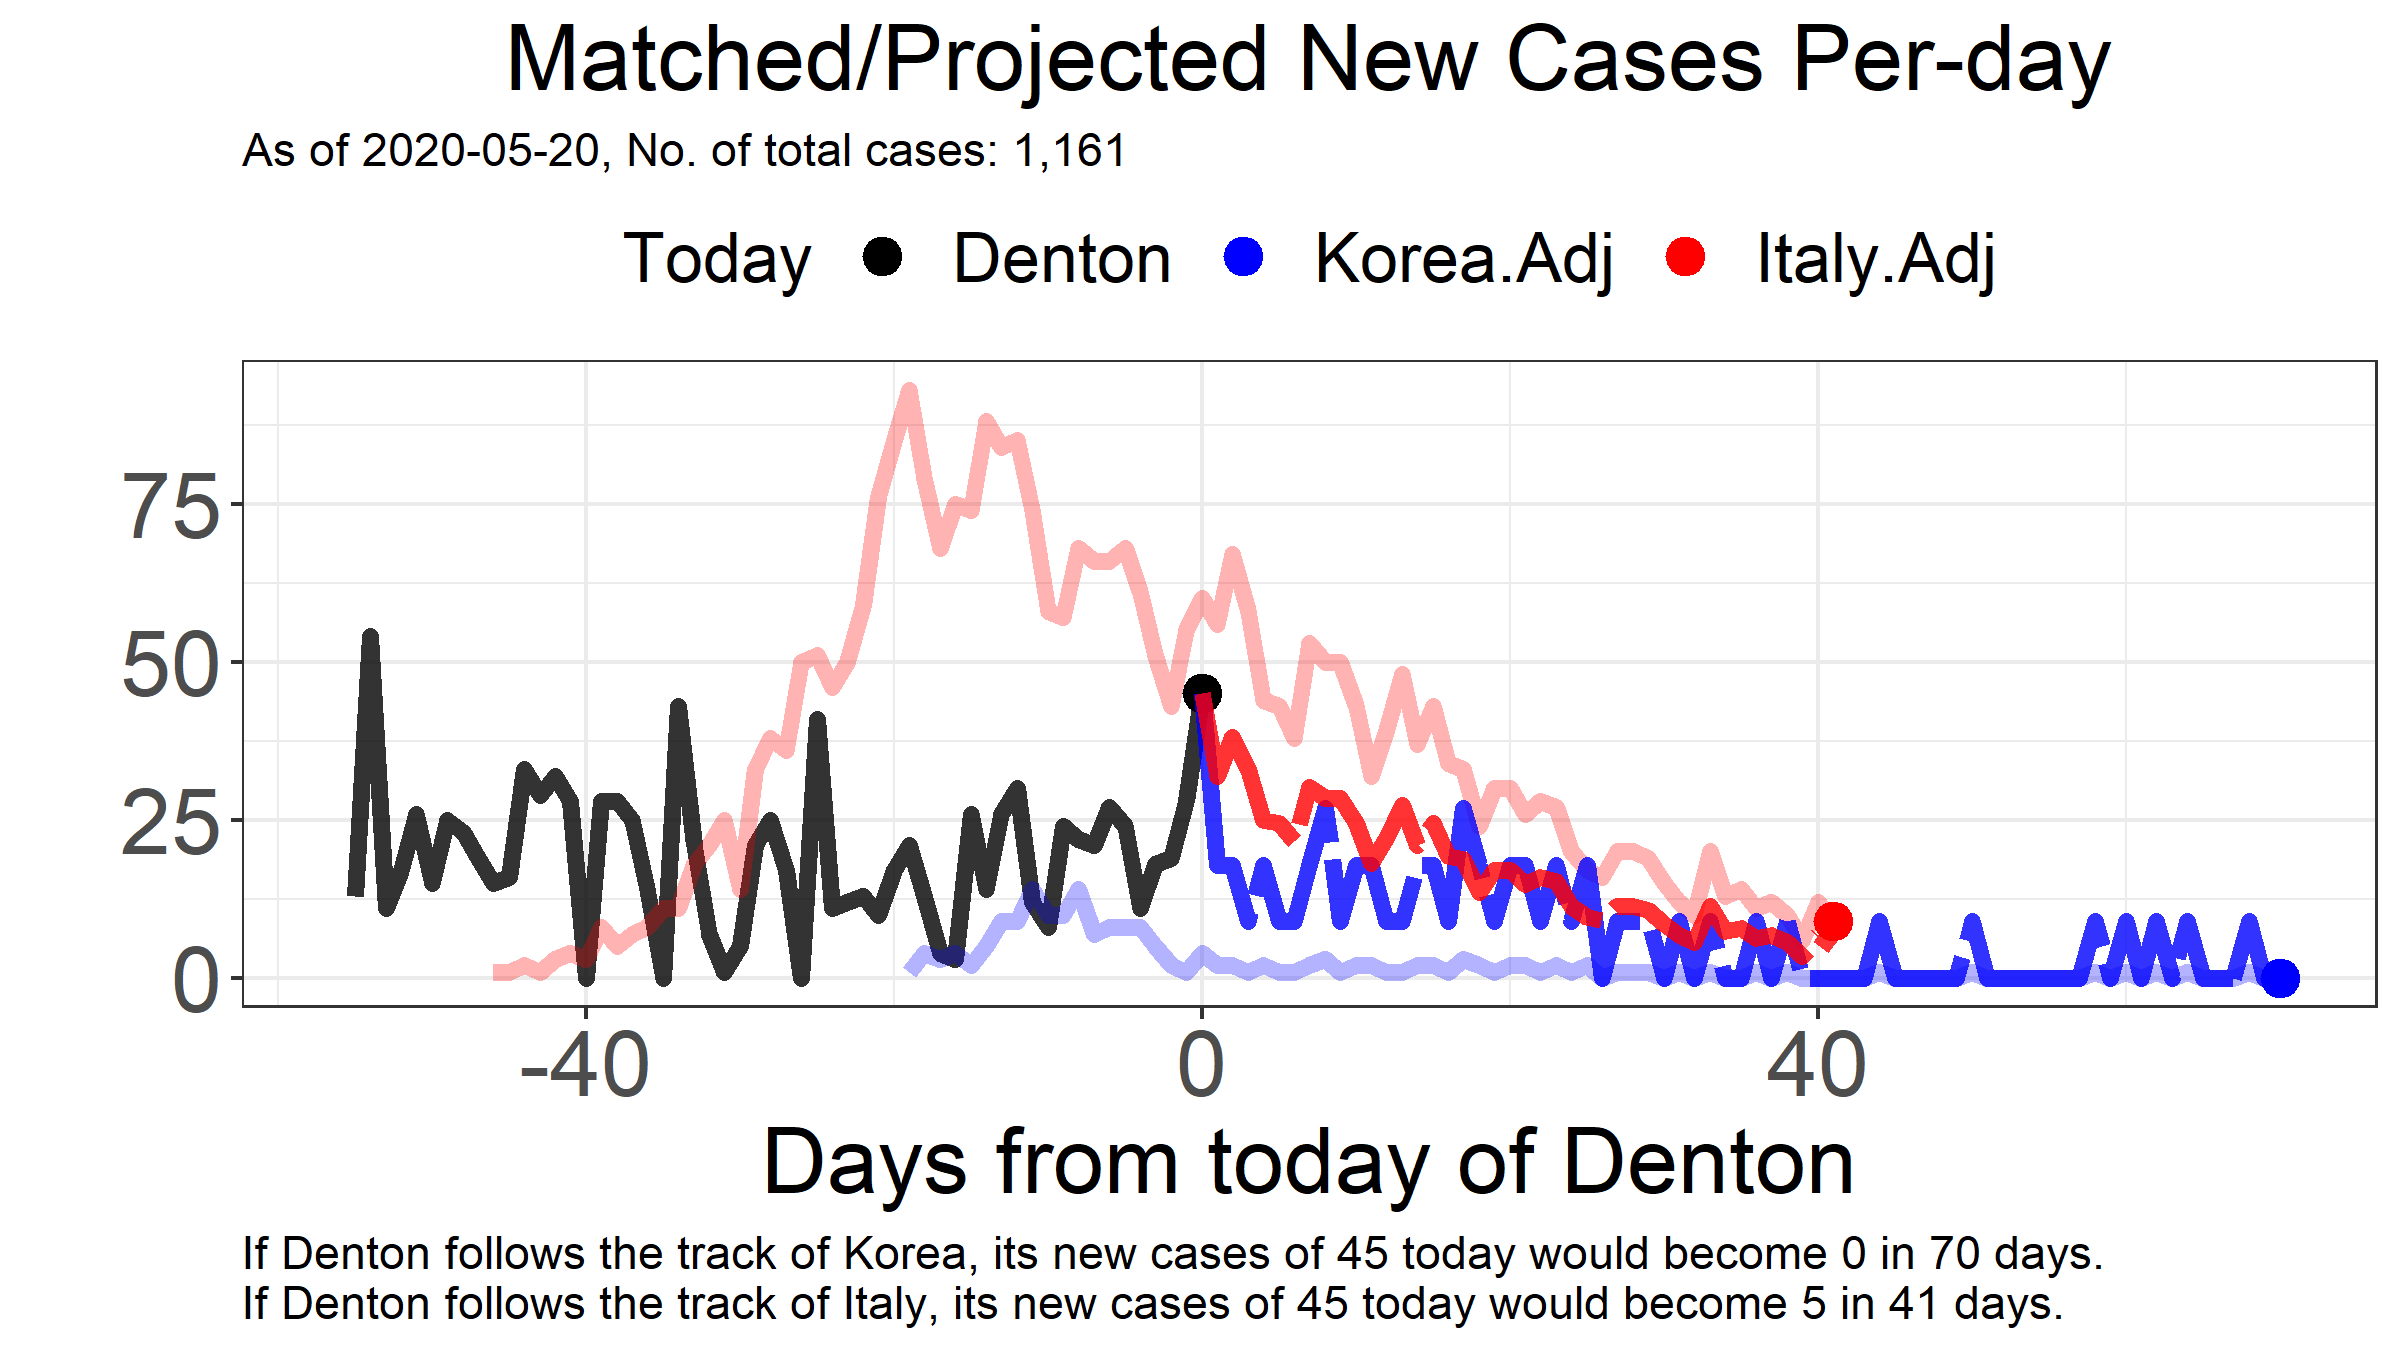 Matched/Projected New Cases Per-day
As of 2020-05-20, No. of total cases: 1,161
Today Denton Korea.Adj Italy.Adj
75
50
25
0
-40 0 40
Days from today of Denton
If Denton follows the track of Korea, its new cases of 45 today would become 0 in 70 days.
If Denton follows the track of Italy, its new cases of 45 today would become 5 in 41 days.